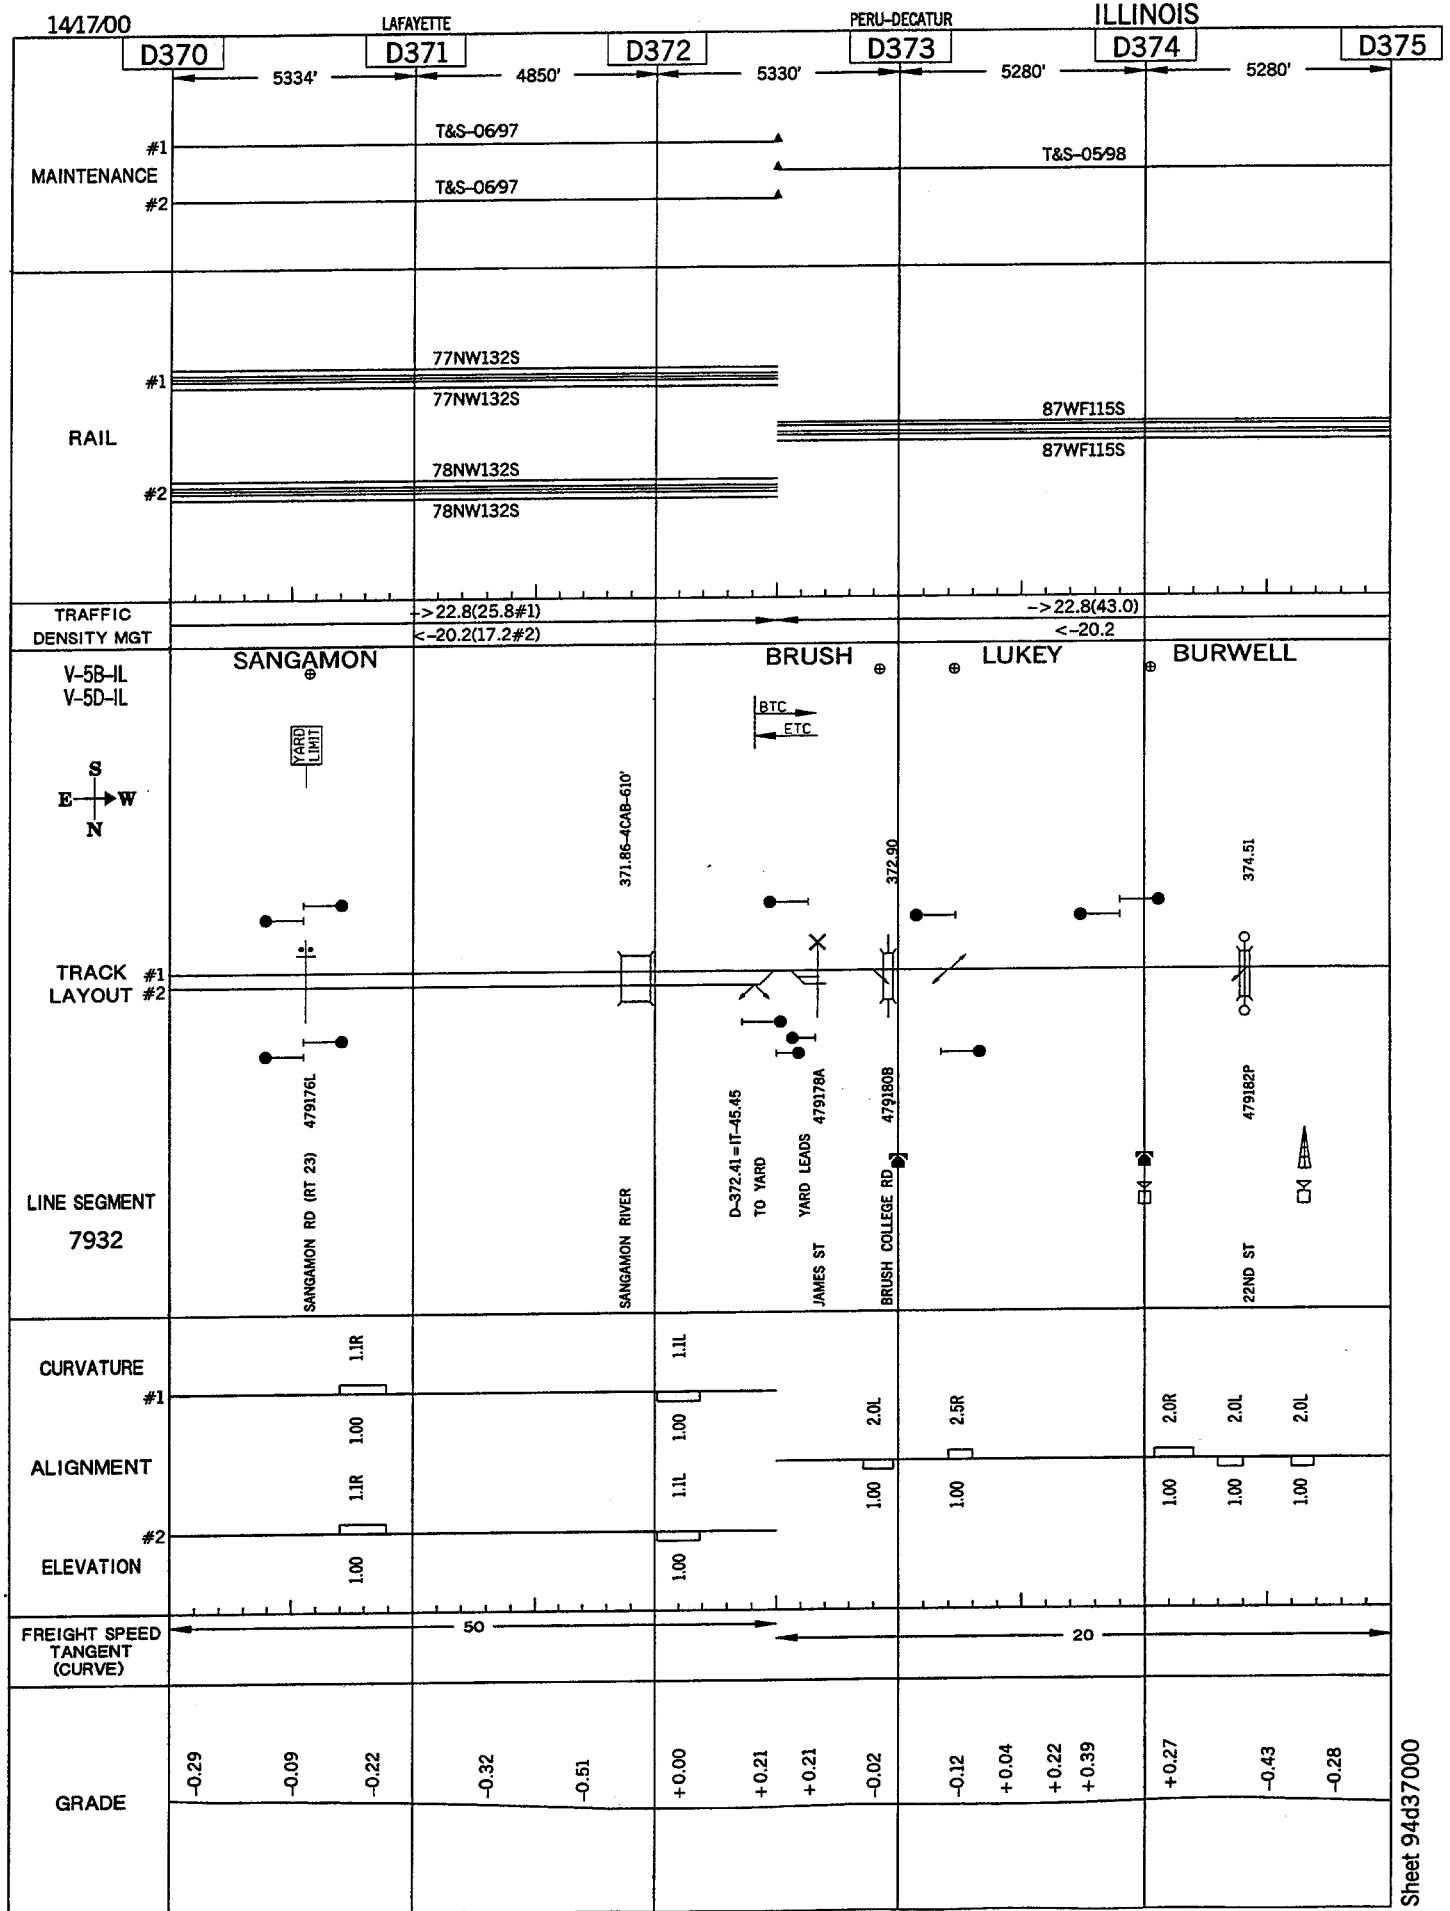 14/17/00 LAFAYETTE PERU-DECATUR ILLINOIS
D370 D371 D372 D373 D374 D375
5334' 4850' 5330' 5280' 5280'
MAINTENANCE
#1 T&S-06/97
T&S-05/98
#2 T&S-06/97
RAIL
#1 77NW132S
77NW132S
87WF115S
87WF115S
#2 78NW132S
78NW132S
TRAFFIC
DENSITY MGT
->22.8(25.8#1) ->22.8(43.0)
<-20.2(17.2#2) <-20.2
V-5B-IL
V-5D-IL
SANGAMON BRUSH LUKEY BURWELL
BTC
ETC
YARD
LIMIT
S
E W
N
371.86-4CAB-610'
372.90
374.51
TRACK #1
LAYOUT #2
479176L
479178A
479180B
479182P
SANGAMON RD (RT 23)
SANGAMON RIVER
D-372.41=IT-45.45
TO YARD
YARD LEADS
JAMES ST
BRUSH COLLEGE RD
22ND ST
LINE SEGMENT
7932
CURVATURE
#1
1.1R 1.1L
1.00 1.00
2.0L 2.5R 2.0R 2.0L 2.0L
ALIGNMENT
1.1R 1.1L
1.00 1.00 1.00 1.00 1.00
#2
ELEVATION
1.00 1.00
FREIGHT SPEED
TANGENT
(CURVE)
50 20
GRADE
-0.29 -0.09 -0.22 -0.32 -0.51 +0.00 +0.21 +0.21 -0.02 -0.12 +0.04 +0.22 +0.39 +0.27 -0.43 -0.28
Sheet 94d37000